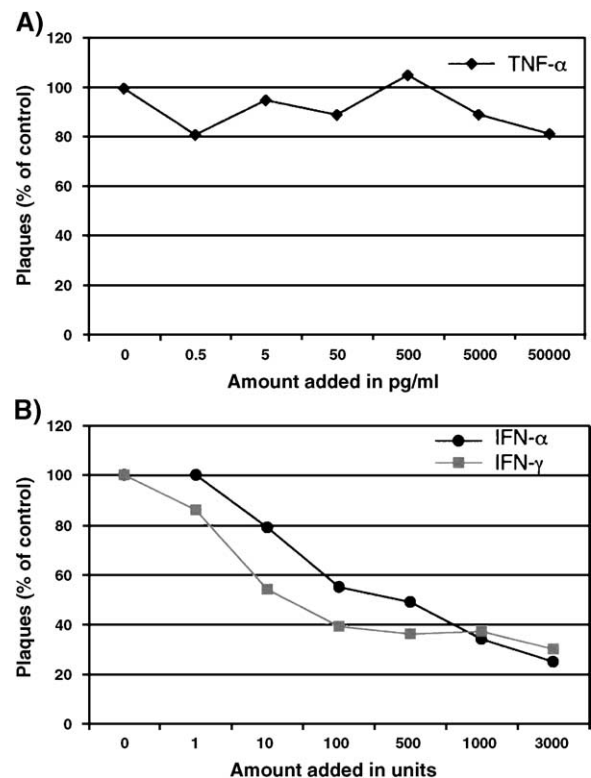 A)
120
100
80
60
40
20
0
Plaques (% of control)
TNF-α
0 0.5 5 50 500 5000 50000
Amount added in pg/ml
B)
120
100
80
60
40
20
0
Plaques (% of control)
IFN-α
IFN-γ
0 1 10 100 500 1000 3000
Amount added in units